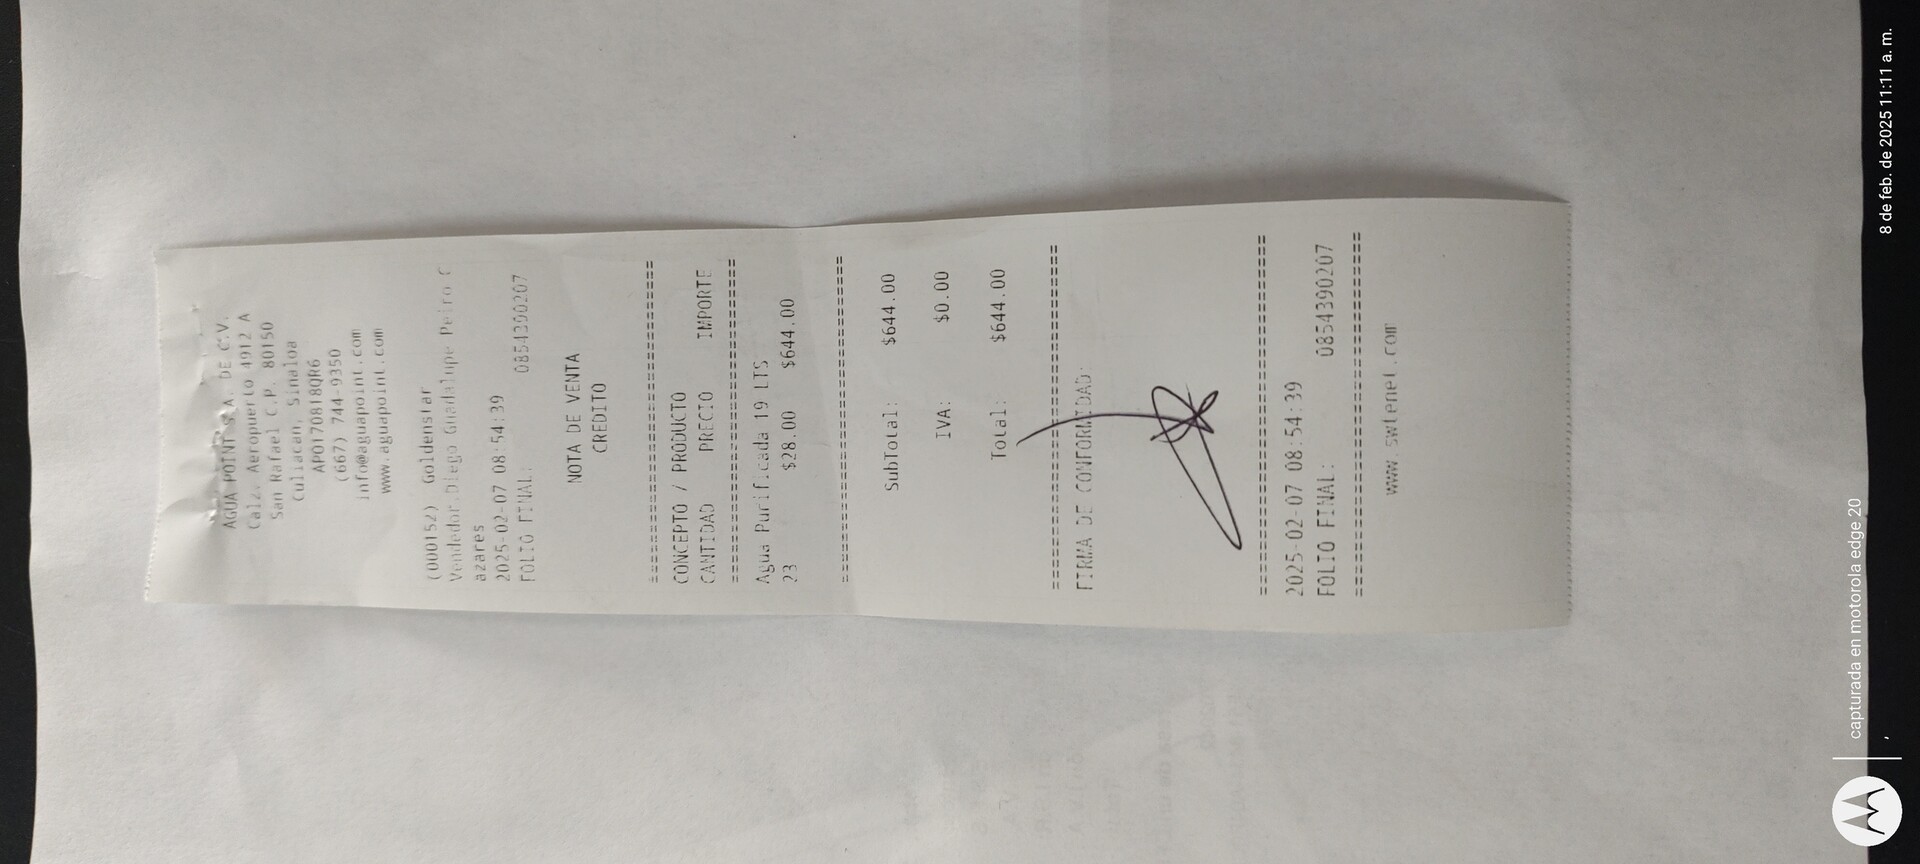 AGUA POINT S.A. DE C.V.
Calz. Aeropuerto 4912 A
San Rafael C.P. 80150
Culiacan, Sinaloa
APO170818QR6
(667) 744-9350
info@aguapoint.com
www.aguapoint.com
(000152) Goldenstar
Vendedor:Diego Guadalupe Peiro C
azares
2025-02-07 08:54:39
FOLIO FINAL: 0854390207
NOTA DE VENTA
CREDITO
================================
CONCEPTO / PRODUCTO
CANTIDAD PRECIO IMPORTE
================================
Agua Purificada 19 LTS
23 $28.00 $644.00
================================
SubTotal: $644.00
IVA: $0.00
Total: $644.00
================================
FIRMA DE CONFORMIDAD:
================================
2025-02-07 08:54:39
FOLIO FINAL: 0854390207
================================
www.swtenet.com
capturada en motorola edge 20
8 de feb. de 2025 11:11 a. m.